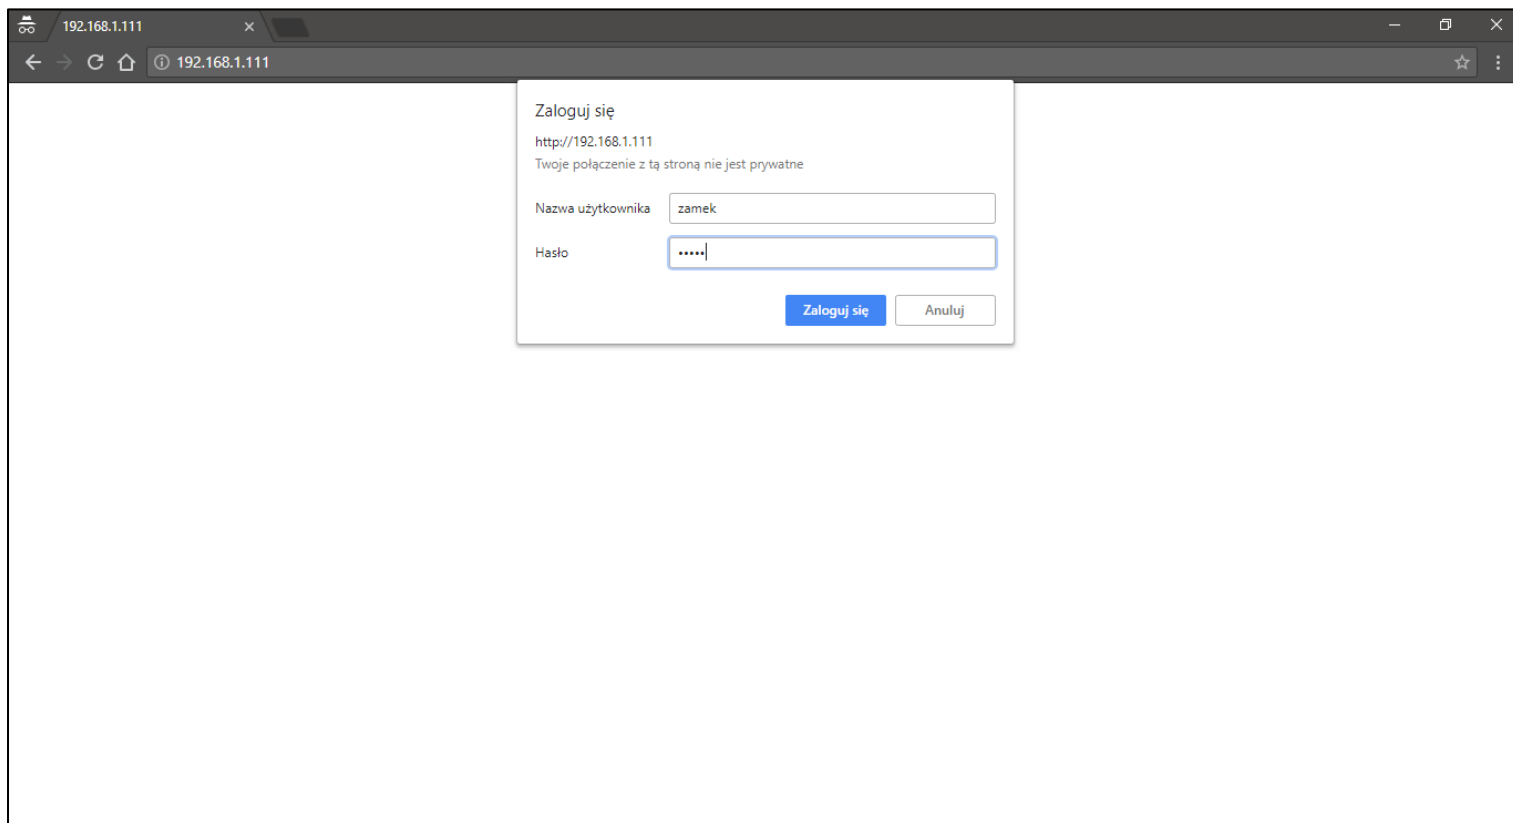 192.168.1.111
192.168.1.111
Zaloguj się
http://192.168.1.111
Twoje połączenie z tą stroną nie jest prywatne
Nazwa użytkownika zamek
Hasło •••••
Zaloguj się Anuluj